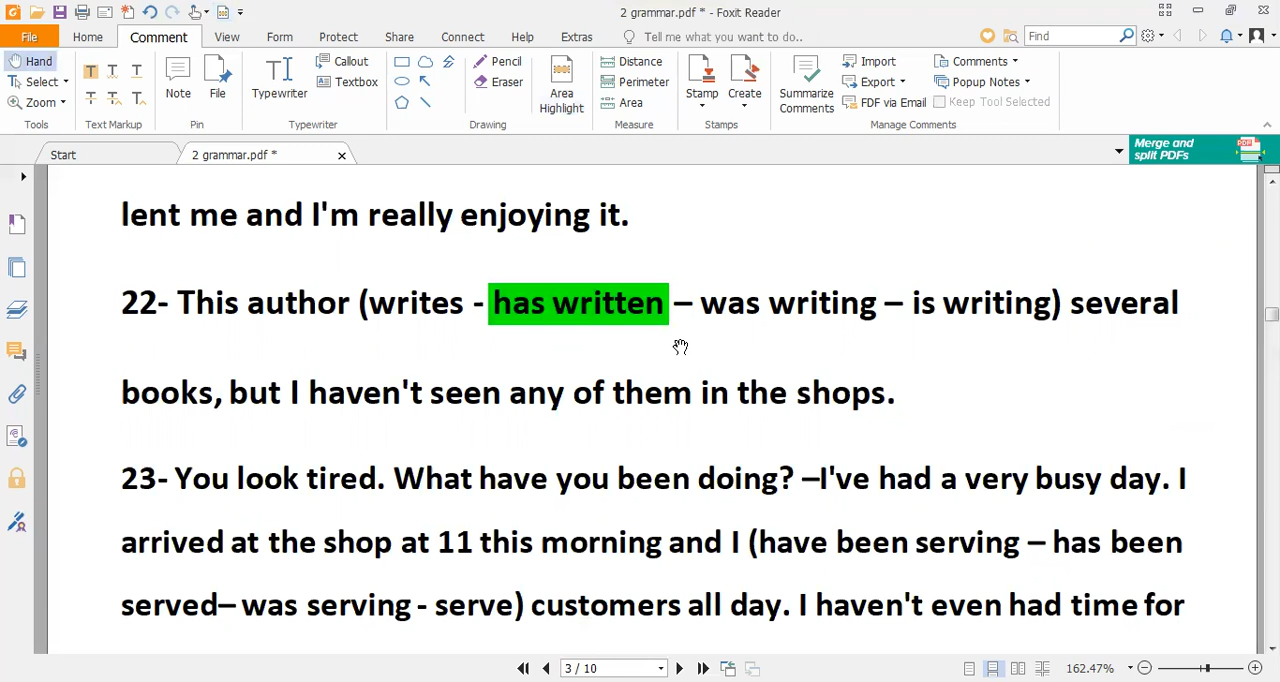 2 grammar.pdf * - Foxit Reader
File Home Comment View Form Protect Share Connect Help Extras Tell me what you want to do.. Find
Hand Select Zoom Tools
Text Markup
Note File Pin
Typewriter Callout Textbox Typewriter
Pencil Eraser Drawing
Area Highlight
Distance Perimeter Area Measure
Stamp Create Stamps
Summarize Comments Import Export FDF via Email Comments Popup Notes Keep Tool Selected Manage Comments
Start 2 grammar.pdf * Merge and split PDFs
lent me and I'm really enjoying it.
22- This author (writes - has written – was writing – is writing) several
books, but I haven't seen any of them in the shops.
23- You look tired. What have you been doing? –I've had a very busy day. I
arrived at the shop at 11 this morning and I (have been serving – has been
served– was serving - serve) customers all day. I haven't even had time for
3 / 10 162.47%